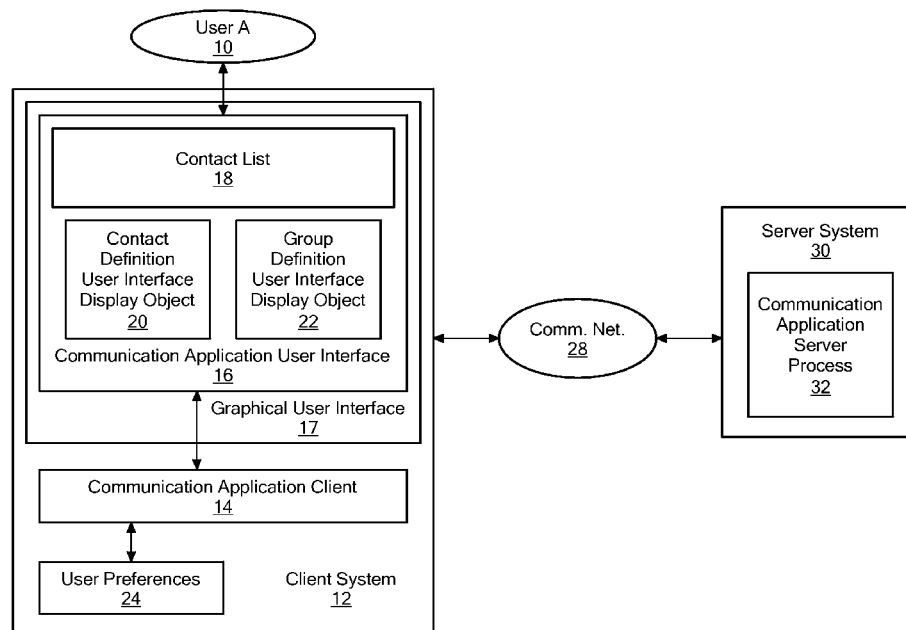 User A
10
Contact List
18
Contact
Definition
User Interface
Display Object
20
Group
Definition
User Interface
Display Object
22
Communication Application User Interface
16
Graphical User Interface
17
Communication Application Client
14
User Preferences
24
Client System
12
Comm. Net.
28
Server System
30
Communication
Application
Server
Process
32